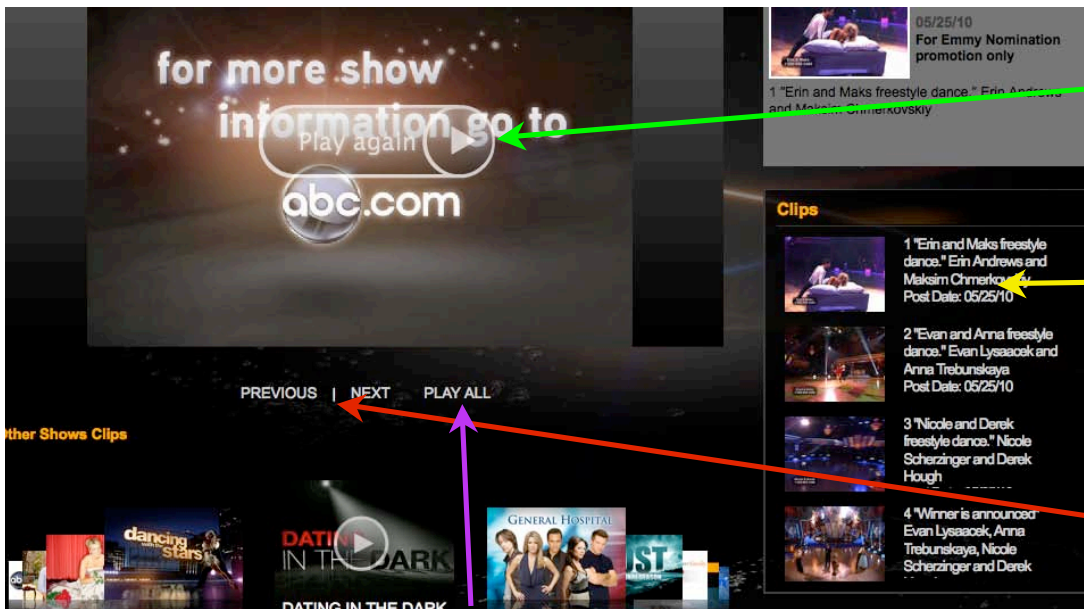 for more show
information go to
Play again
abc.com
05/25/10
For Emmy Nomination
promotion only
1 "Erin and Maks freestyle dance." Erin Andrews
and Maksim Chmerkovskiy
Clips
1 "Erin and Maks freestyle
dance." Erin Andrews and
Maksim Chmerkovskiy
Post Date: 05/25/10
2 "Evan and Anna freestyle
dance." Evan Lysaacek and
Anna Trebunskaya
Post Date: 05/25/10
3 "Nicole and Derek
freestyle dance." Nicole
Scherzinger and Derek
Hough
4 "Winner is announced"
Evan Lysaacek, Anna
Trebunskaya, Nicole
Scherzinger and Derek
PREVIOUS | NEXT PLAY ALL
Other Shows Clips
abc
dancing
with the
stars
DATING
IN THE DARK
GENERAL HOSPITAL
DATING IN THE DARK